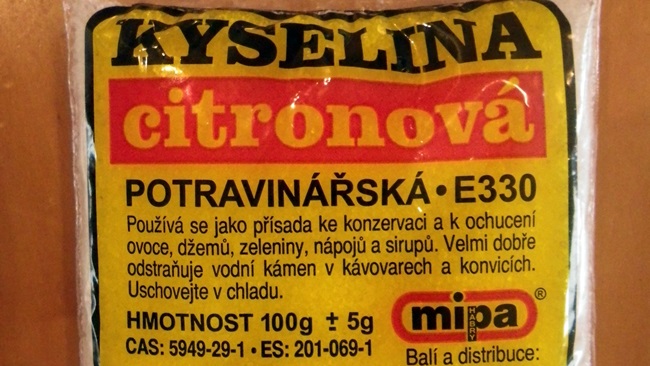 KYSELINA
citronová
POTRAVINÁŘSKÁ • E330
Používá se jako přísada ke konzervaci a k ochucení
ovoce, džemů, zeleniny, nápojů a sirupů. Velmi dobře
odstraňuje vodní kámen v kávovarech a konvicích.
Uschovejte v chladu.
HMOTNOST 100g ± 5g
CAS: 5949-29-1 • ES: 201-069-1
mipa ®
HABRY
Balí a distribuce: